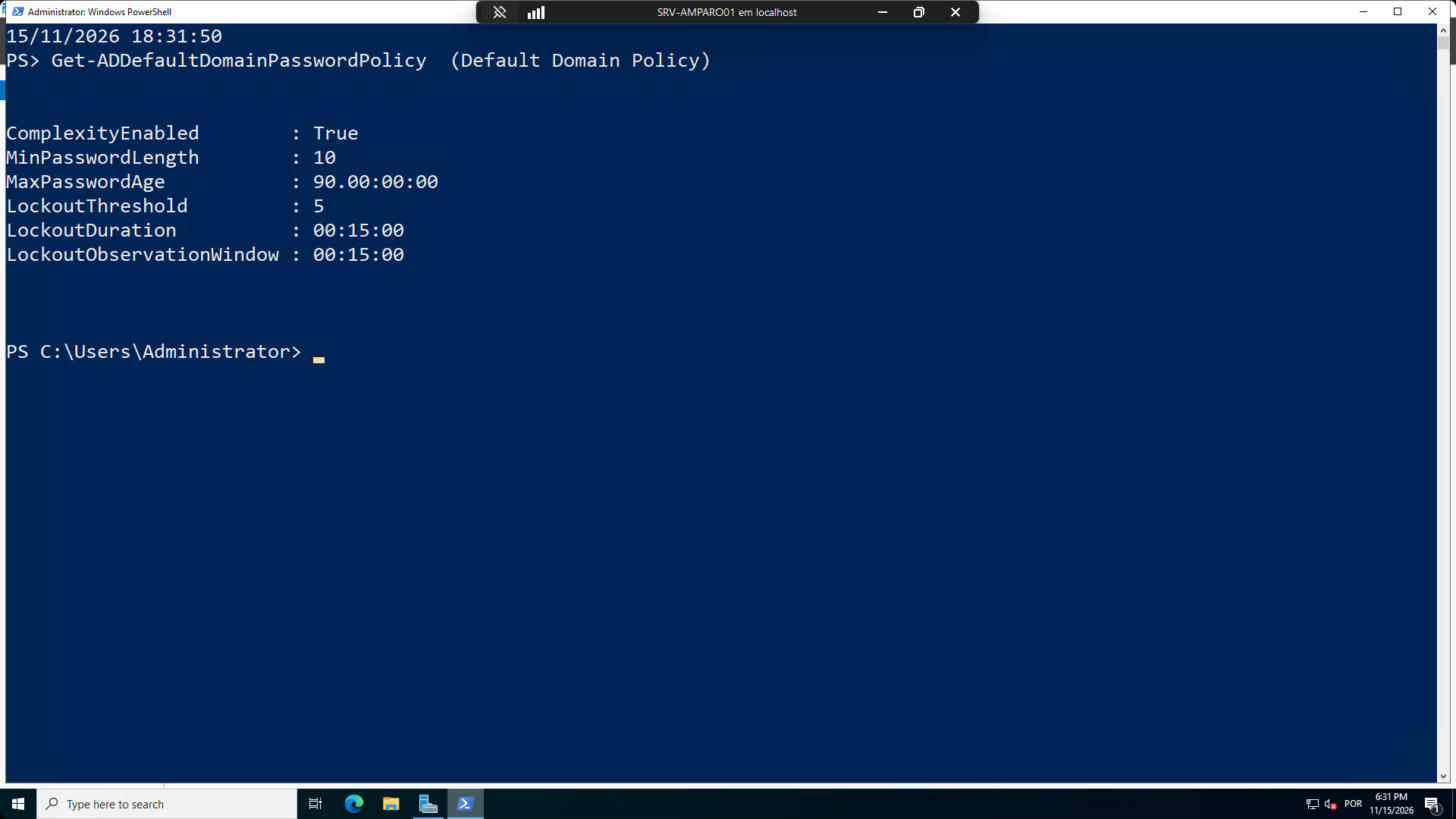 Administrator: Windows PowerShell
SRV-AMPARO01 em localhost
15/11/2026 18:31:50
PS> Get-ADDefaultDomainPasswordPolicy  (Default Domain Policy)
ComplexityEnabled        : True
MinPasswordLength        : 10
MaxPasswordAge           : 90.00:00:00
LockoutThreshold         : 5
LockoutDuration          : 00:15:00
LockoutObservationWindow : 00:15:00
PS C:\Users\Administrator>
Type here to search
POR
6:31 PM
11/15/2026
1